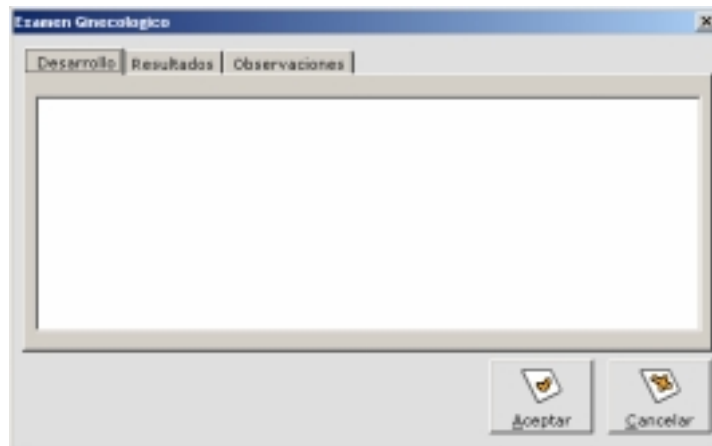 Examen Ginecologico
Desarrollo Resultados Observaciones
Aceptar Cancelar